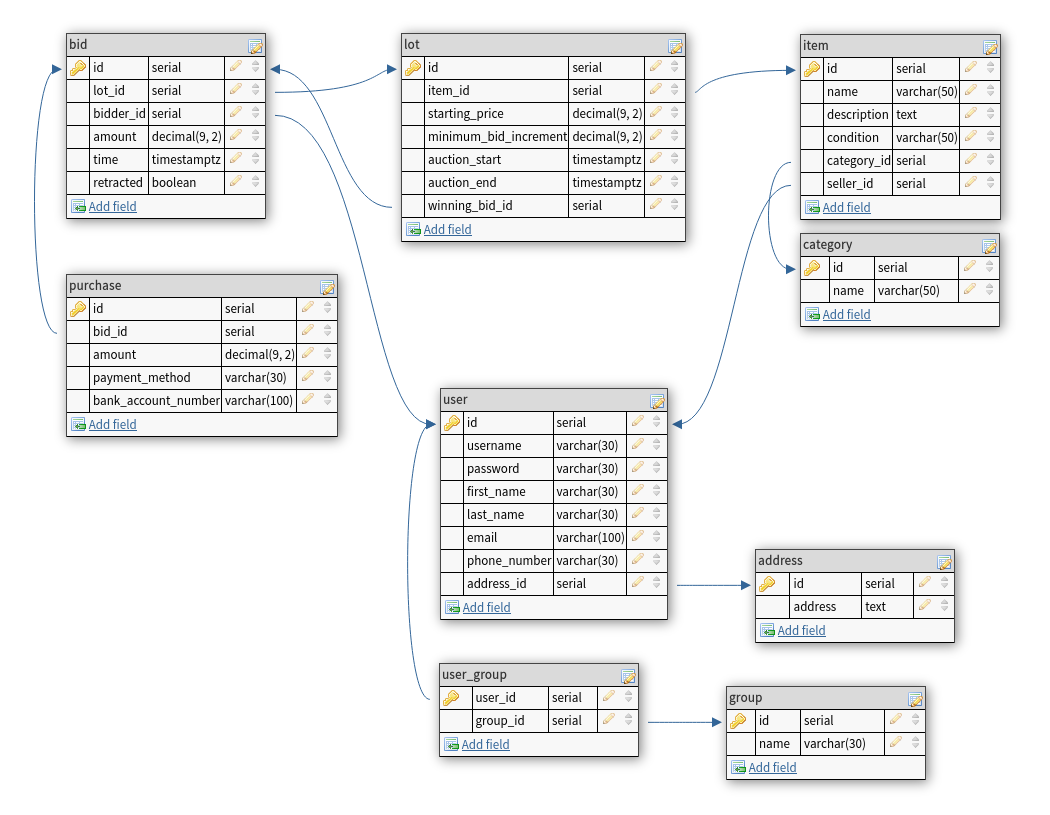 bid
id serial
lot_id serial
bidder_id serial
amount decimal(9, 2)
time timestamptz
retracted boolean
Add field
lot
id serial
item_id serial
starting_price decimal(9, 2)
minimum_bid_increment decimal(9, 2)
auction_start timestamptz
auction_end timestamptz
winning_bid_id serial
Add field
item
id serial
name varchar(50)
description text
condition varchar(50)
category_id serial
seller_id serial
Add field
category
id serial
name varchar(50)
Add field
purchase
id serial
bid_id serial
amount decimal(9, 2)
payment_method varchar(30)
bank_account_number varchar(100)
Add field
user
id serial
username varchar(30)
password varchar(30)
first_name varchar(30)
last_name varchar(30)
email varchar(100)
phone_number varchar(30)
address_id serial
Add field
address
id serial
address text
Add field
user_group
user_id serial
group_id serial
Add field
group
id serial
name varchar(30)
Add field